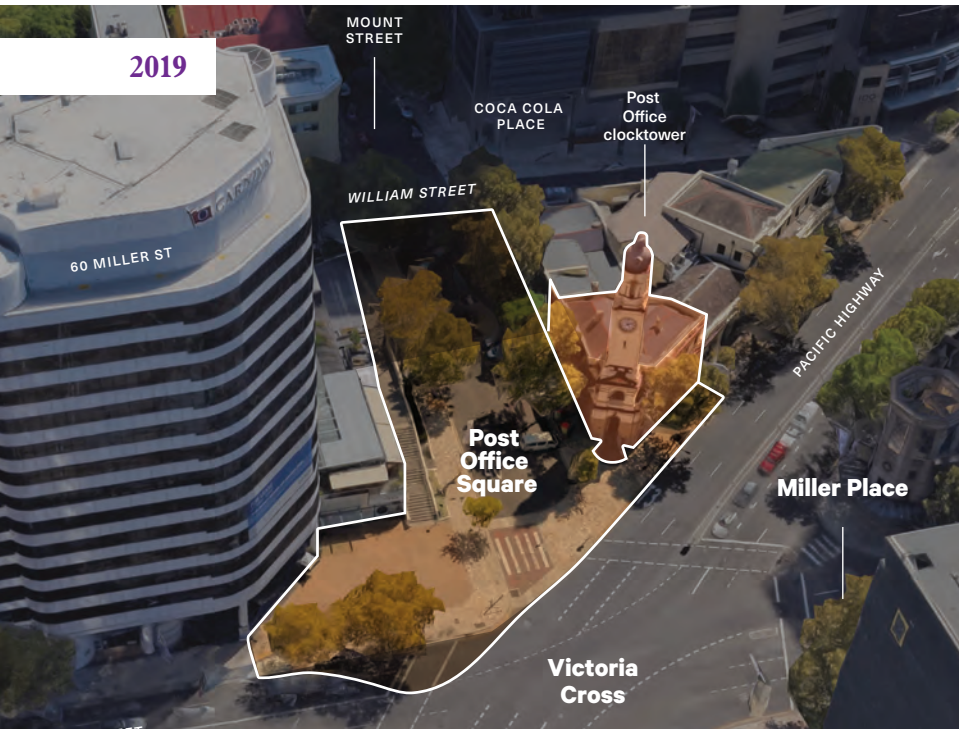 2019
MOUNT
STREET
COCA COLA
PLACE
Post
Office
clocktower
WILLIAM STREET
60 MILLER ST
PACIFIC HIGHWAY
Post
Office
Square
Miller Place
Victoria
Cross